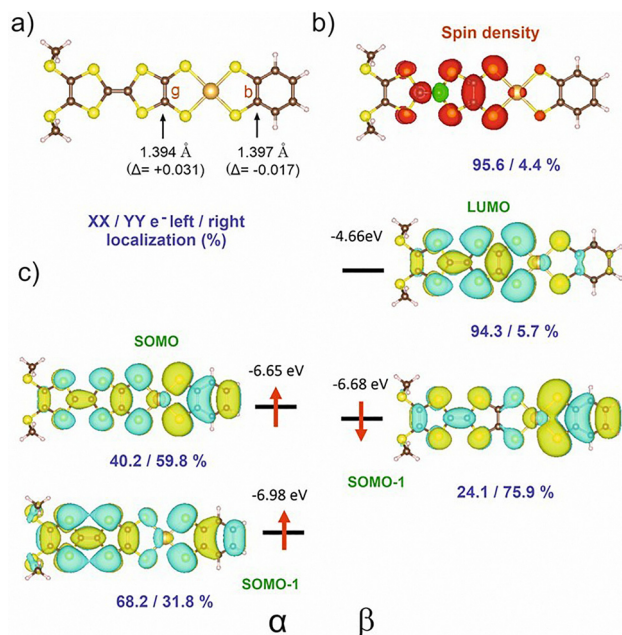 a)
b)
Spin density
g
b
1.394 Å
(Δ= +0.031)
1.397 Å
(Δ= -0.017)
95.6 / 4.4 %
XX / YY e⁻ left / right
localization (%)
LUMO
-4.66eV
c)
94.3 / 5.7 %
SOMO
-6.65 eV
-6.68 eV
40.2 / 59.8 %
SOMO-1
24.1 / 75.9 %
-6.98 eV
SOMO-1
68.2 / 31.8 %
α
β